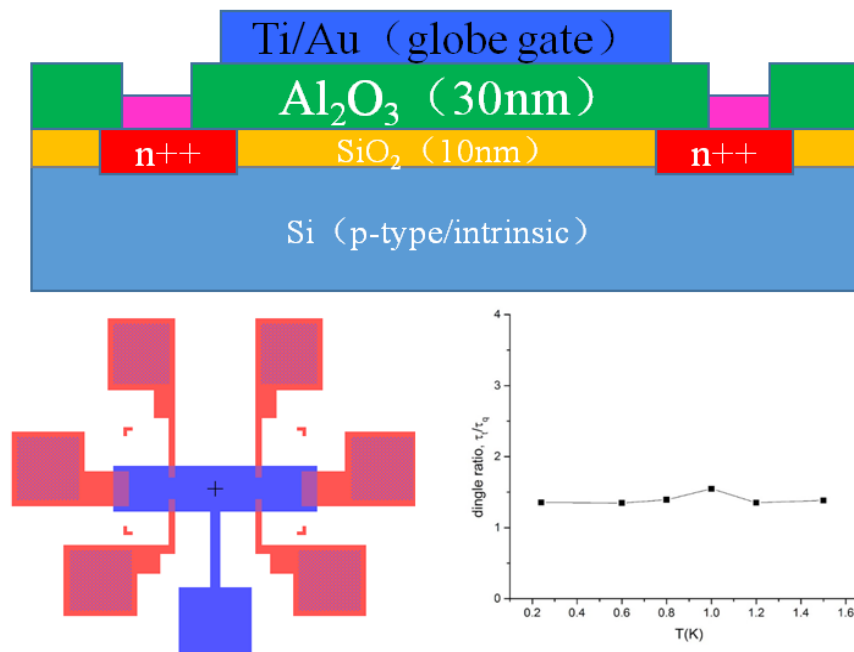 Ti/Au（globe gate）
Al₂O₃（30nm）
n++ SiO₂（10nm） n++
Si（p-type/intrinsic）
4
3
2
1
0
dingle ratio, τₜ/τ_q
0.2 0.4 0.6 0.8 1.0 1.2 1.4 1.6
T(K)